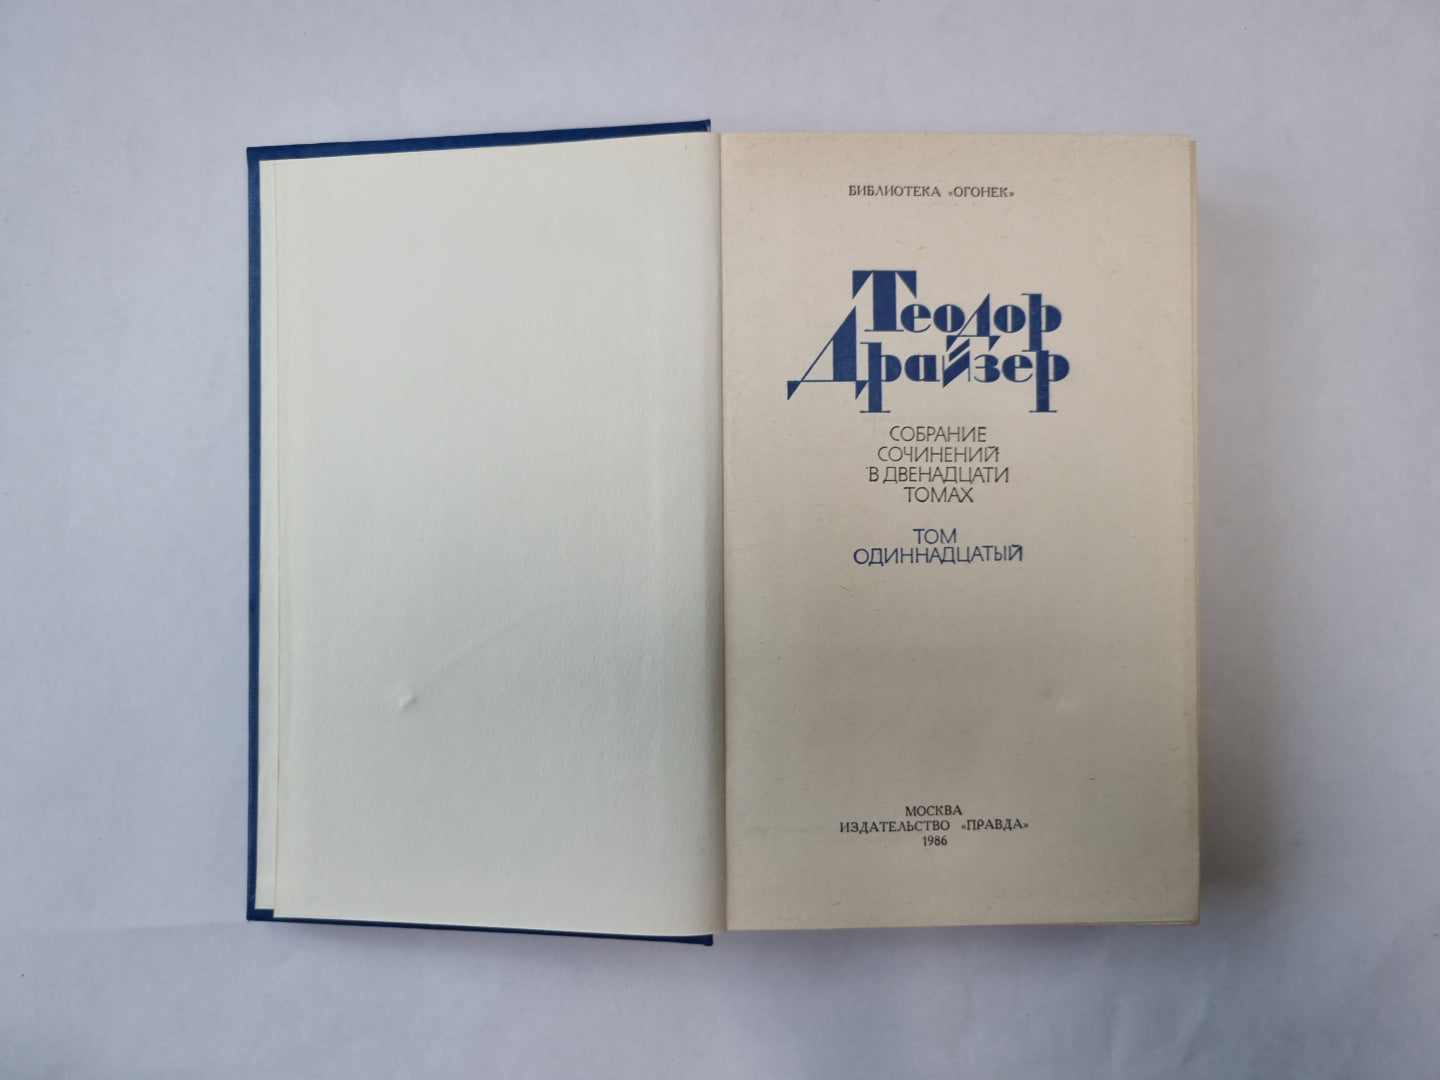 БИБЛИОТЕКА «ОГОНЕК»
Теодор
Драйзер
СОБРАНИЕ
СОЧИНЕНИЙ
В ДВЕНАДЦАТИ
ТОМАХ
ТОМ
ОДИННАДЦАТЫЙ
МОСКВА
ИЗДАТЕЛЬСТВО «ПРАВДА»
1986